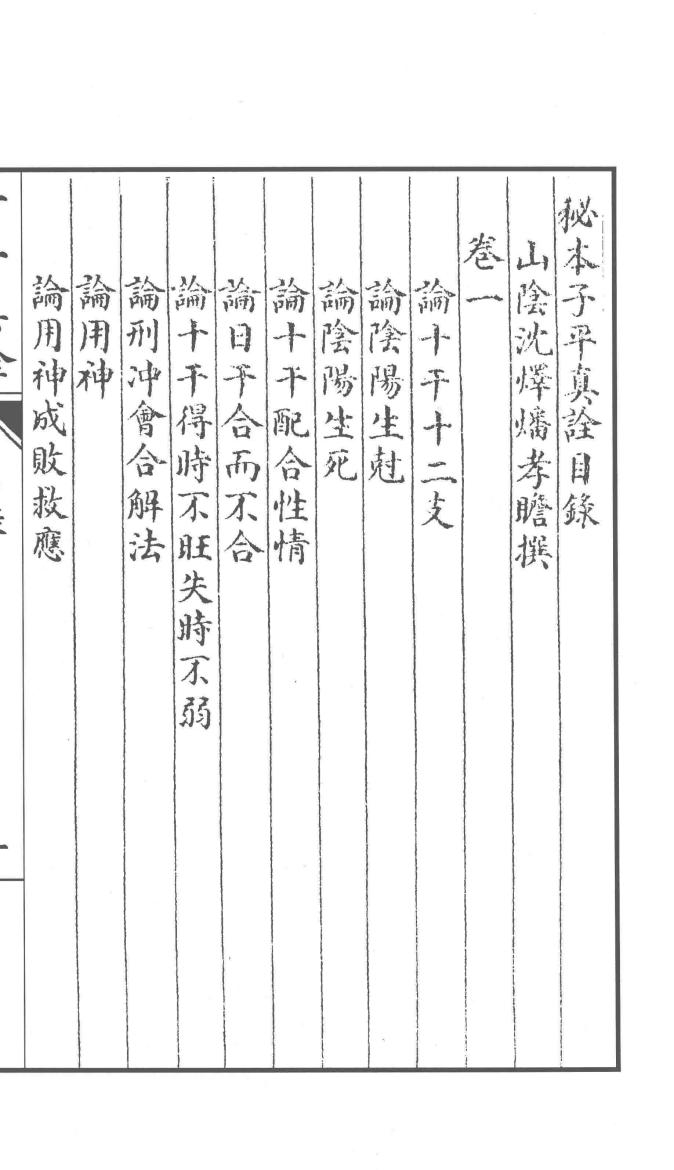 秘本子平真詮目錄
山陰沈燡燔孝瞻撰
卷一
論十干十二支
論陰陽生尅
論陰陽生死
論十干配合性情
論日干合而不合
論十干得時不旺失時不弱
論刑冲會合解法
論用神
論用神成敗救應